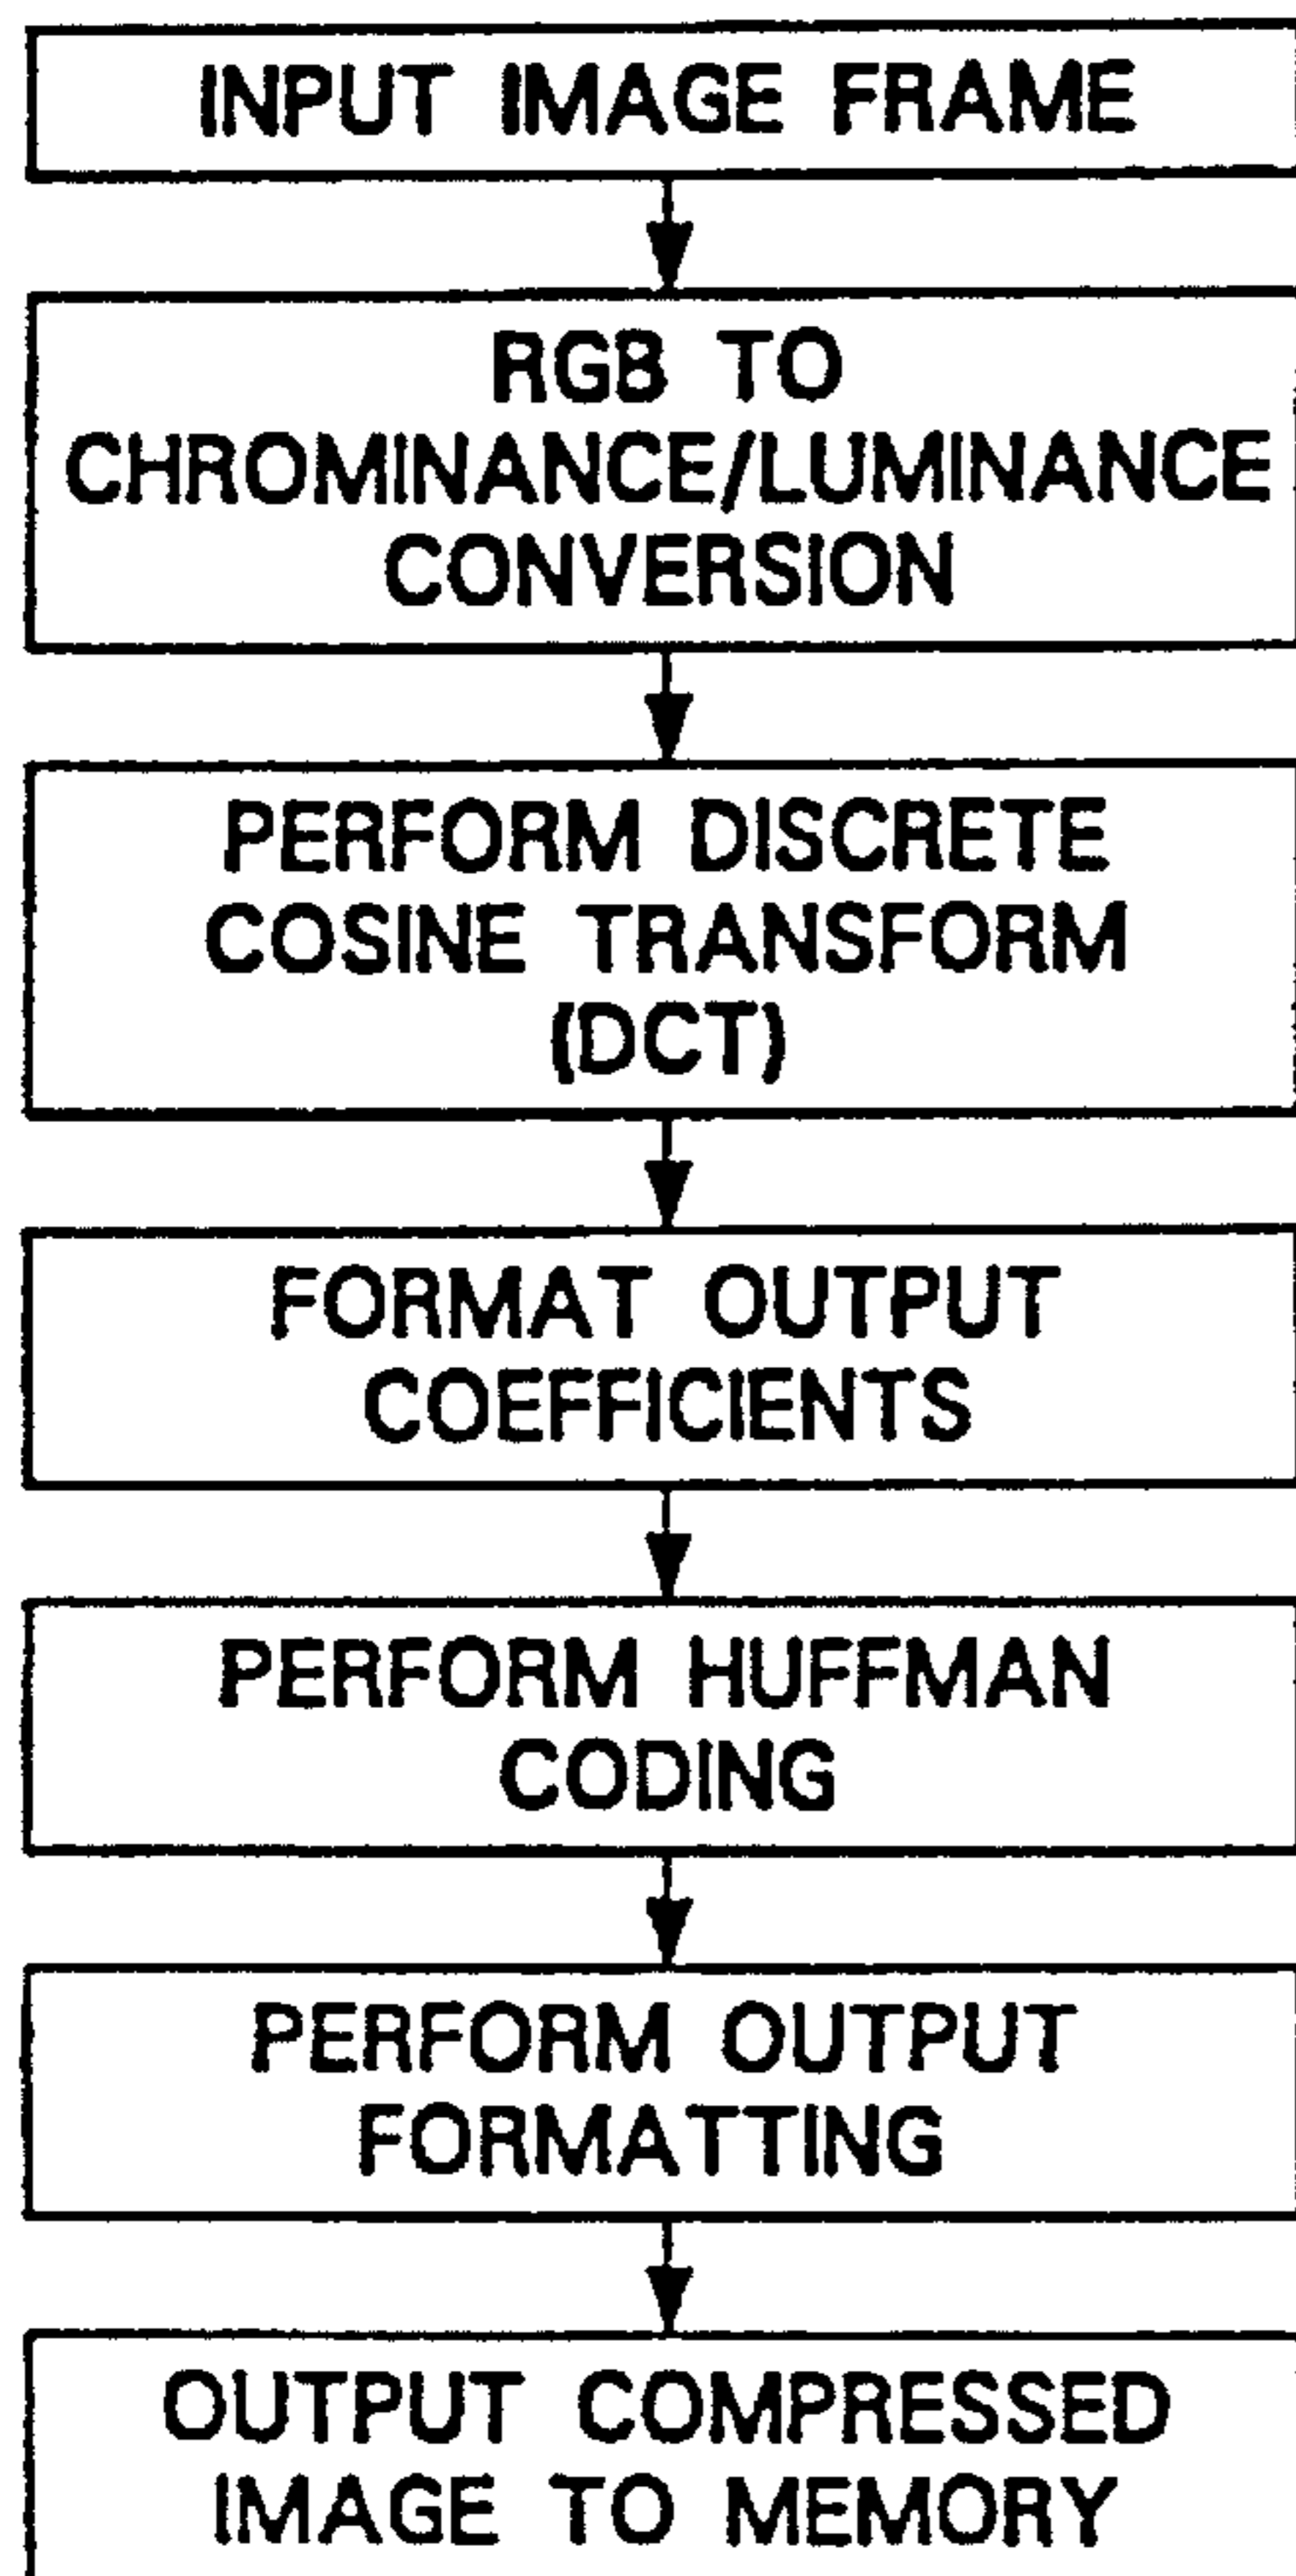 INPUT IMAGE FRAME
RGB TO
CHROMINANCE/LUMINANCE
CONVERSION
PERFORM DISCRETE
COSINE TRANSFORM
(DCT)
FORMAT OUTPUT
COEFFICIENTS
PERFORM HUFFMAN
CODING
PERFORM OUTPUT
FORMATTING
OUTPUT COMPRESSED
IMAGE TO MEMORY